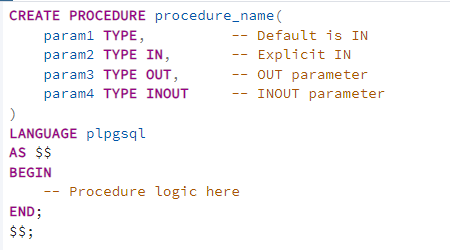 CREATE PROCEDURE procedure_name(
    param1 TYPE,           -- Default is IN
    param2 TYPE IN,        -- Explicit IN
    param3 TYPE OUT,       -- OUT parameter
    param4 TYPE INOUT      -- INOUT parameter
)
LANGUAGE plpgsql
AS $$
BEGIN
    -- Procedure logic here
END;
$$;